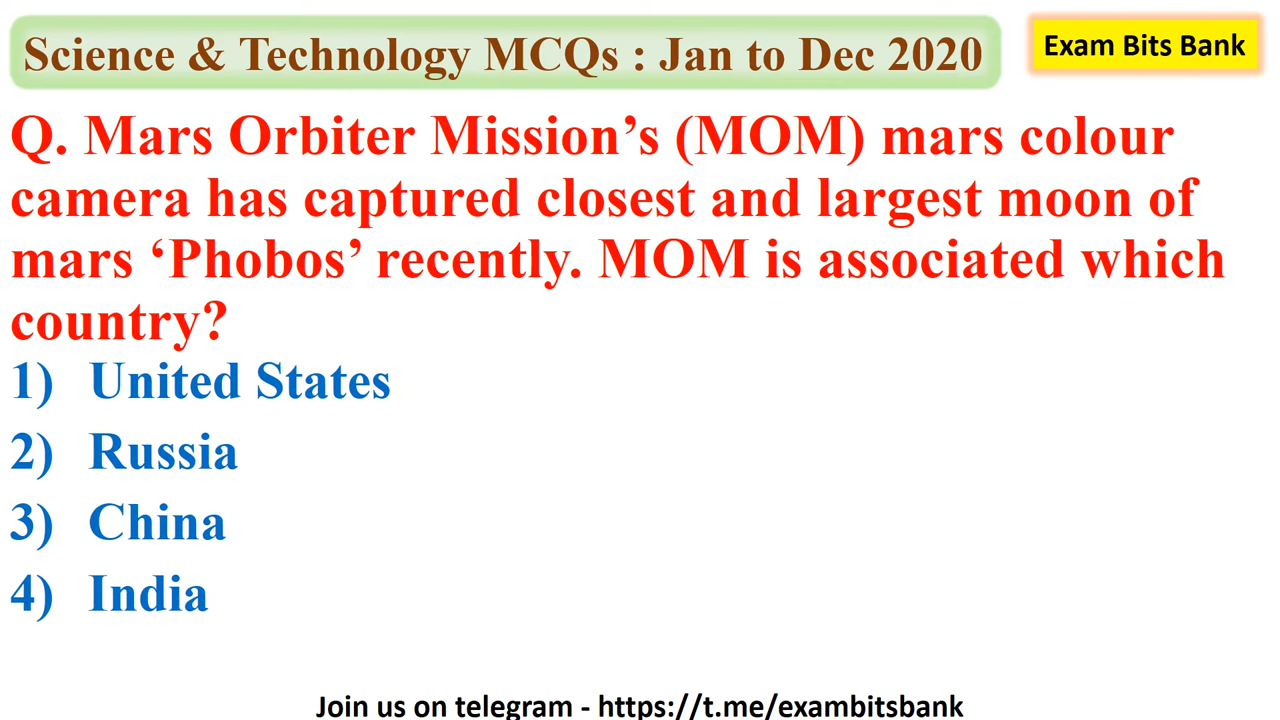 Science & Technology MCQs : Jan to Dec 2020
Exam Bits Bank
Q. Mars Orbiter Mission’s (MOM) mars colour
camera has captured closest and largest moon of
mars ‘Phobos’ recently. MOM is associated which
country?
1) United States
2) Russia
3) China
4) India
Join us on telegram - https://t.me/exambitsbank